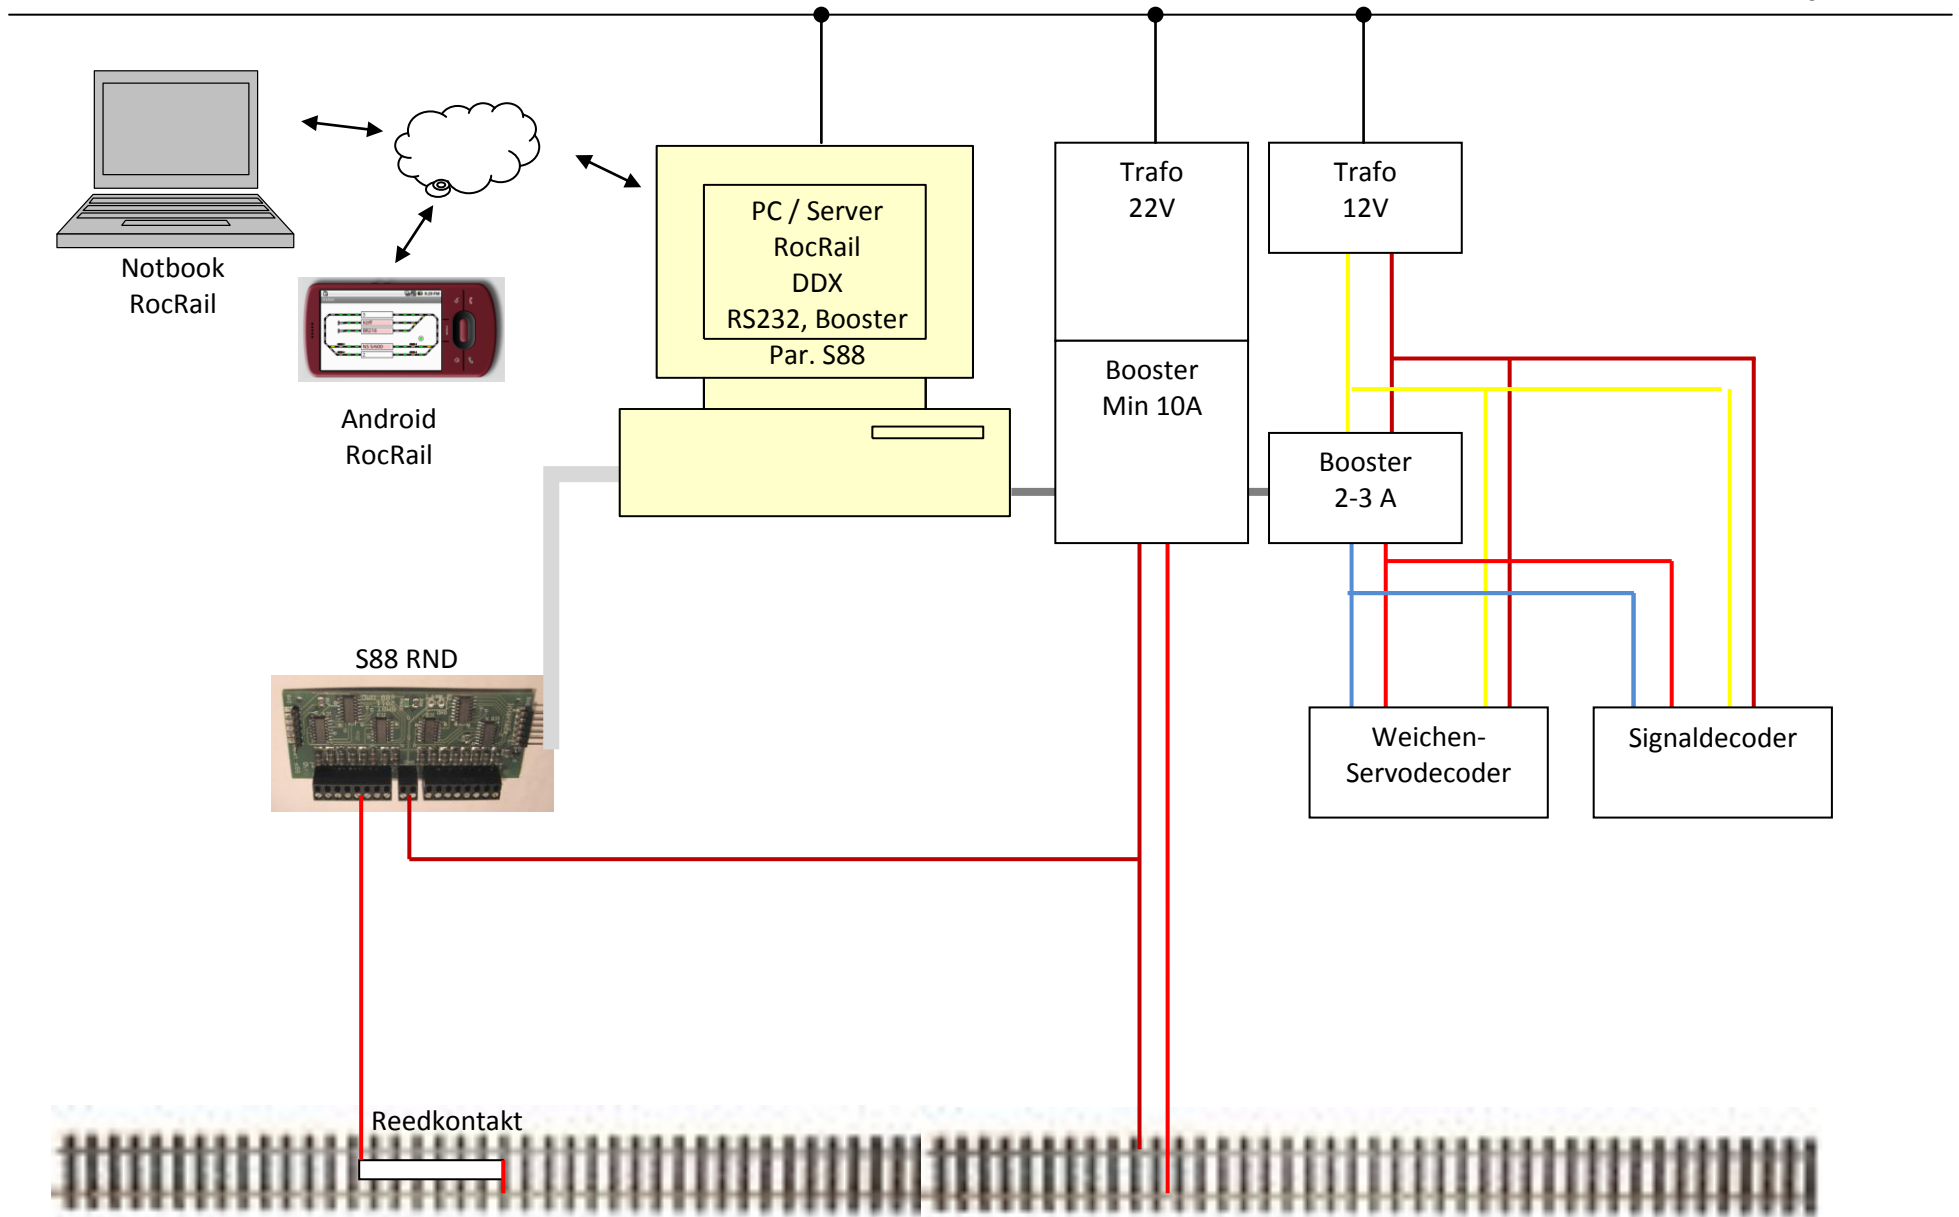 Notbook
RocRail
Android
RocRail
PC / Server
RocRail
DDX
RS232, Booster
Par. S88
Trafo
22V
Booster
Min 10A
Trafo
12V
Booster
2-3 A
S88 RND
Weichen-
Servodecoder
Signaldecoder
Reedkontakt